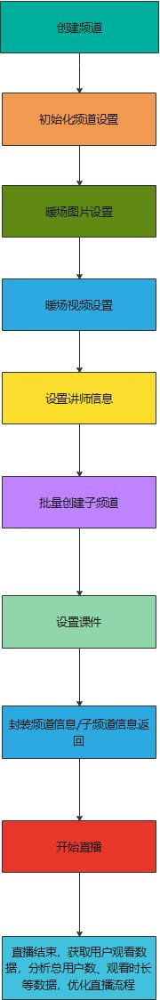 创建频道
初始化频道设置
暖场图片设置
暖场视频设置
设置讲师信息
批量创建子频道
设置课件
封装频道信息/子频道信息返
回
开始直播
直播结束，获取用户观看数
据，分析总用户数、观看时长
等数据，优化直播流程